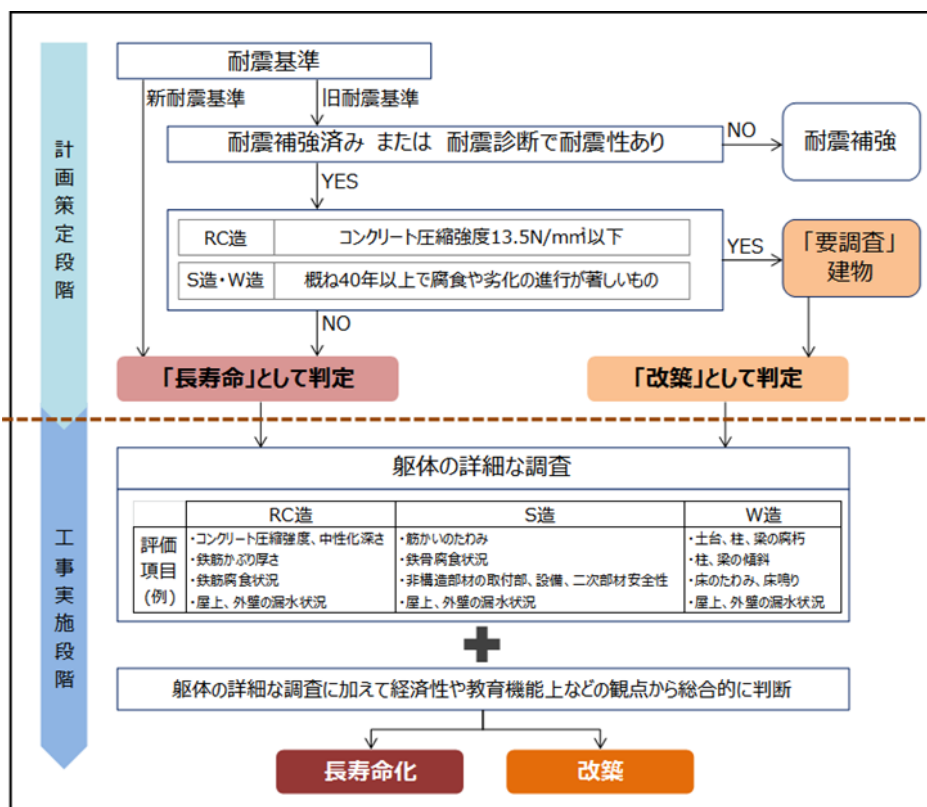 計画策定段階
耐震基準
新耐震基準
旧耐震基準
耐震補強済み または 耐震診断で耐震性あり
NO
耐震補強
YES
RC造
コンクリート圧縮強度13.5N/m㎡以下
S造・W造
概ね40年以上で腐食や劣化の進行が著しいもの
YES
「要調査」
建物
NO
「長寿命」として判定
「改築」として判定
工事実施段階
躯体の詳細な調査
RC造
S造
W造
評価
項目
(例)
・コンクリート圧縮強度、中性化深さ
・鉄筋かぶり厚さ
・鉄筋腐食状況
・屋上、外壁の漏水状況
・筋かいのたわみ
・鉄骨腐食状況
・非構造部材の取付部、設備、二次部材安全性
・屋上、外壁の漏水状況
・土台、柱、梁の腐朽
・柱、梁の傾斜
・床のたわみ、床鳴り
・屋上、外壁の漏水状況
躯体の詳細な調査に加えて経済性や教育機能上などの観点から総合的に判断
長寿命化
改築